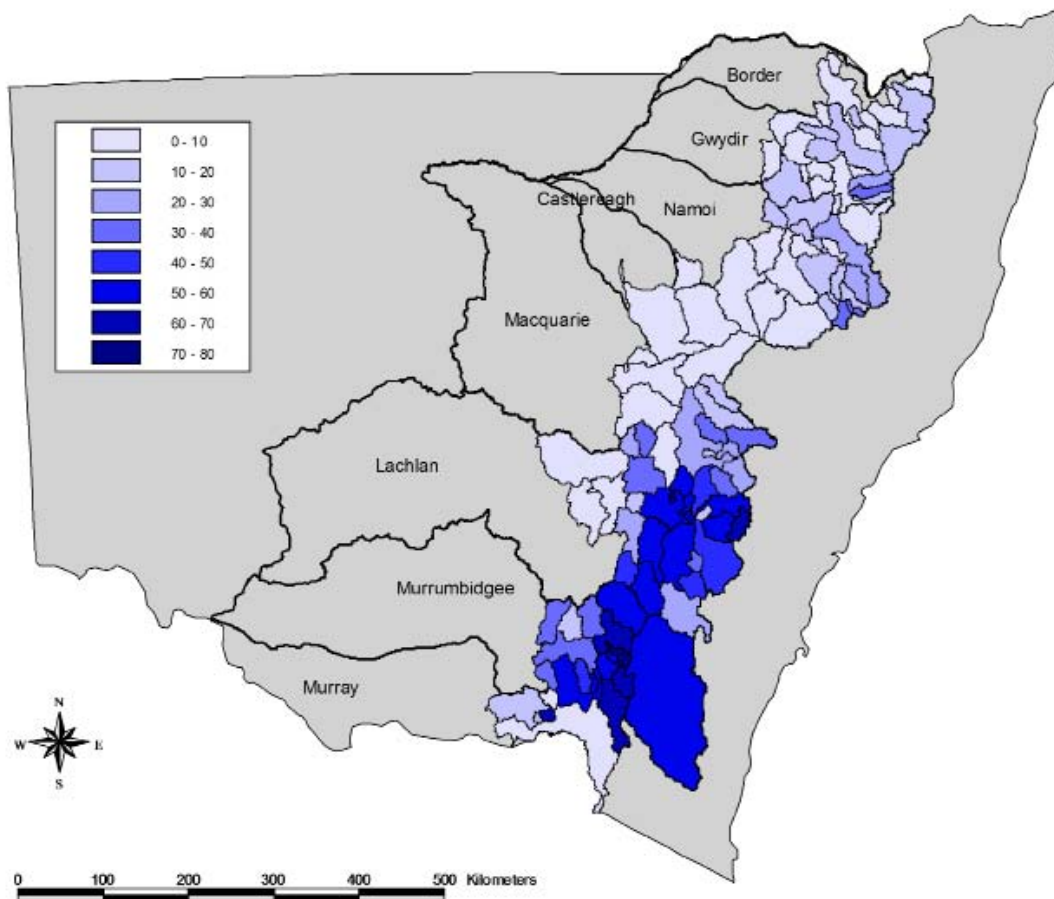 Border
0 - 10
10 - 20
20 - 30
30 - 40
40 - 50
50 - 60
60 - 70
70 - 80
Gwydir
Castlereagh
Namoi
Macquarie
Lachlan
Murrumbidgee
Murray
N
W E
S
0 100 200 300 400 500 Kilometers